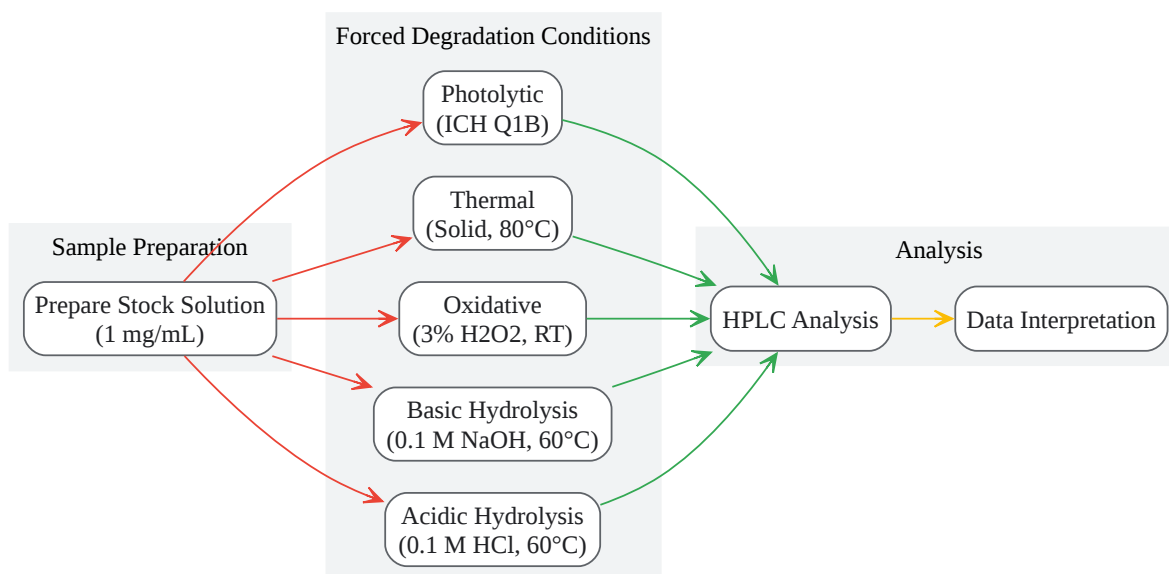 Forced Degradation Conditions
Photolytic
(ICH Q1B)
Thermal
(Solid, 80°C)
Sample Preparation
Analysis
Prepare Stock Solution
(1 mg/mL)
Oxidative
(3% H2O2, RT)
HPLC Analysis
Data Interpretation
Basic Hydrolysis
(0.1 M NaOH, 60°C)
Acidic Hydrolysis
(0.1 M HCl, 60°C)